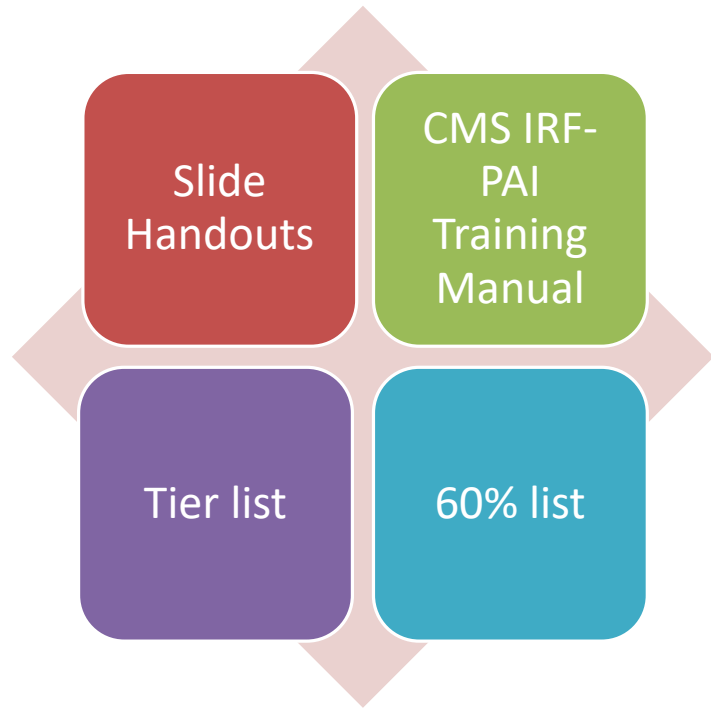 Slide
Handouts
CMS IRF-
PAI
Training
Manual
Tier list
60% list